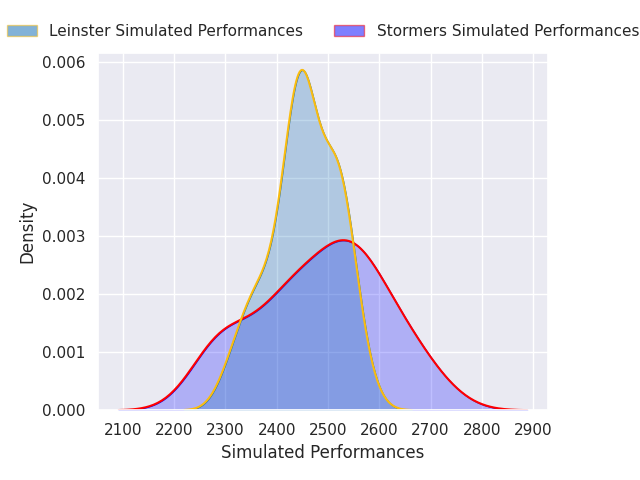 Leinster Simulated Performances Stormers Simulated Performances
0.006
0.005
0.004
0.003
0.002
0.001
0.000
Density
2100 2200 2300 2400 2500 2600 2700 2800 2900
Simulated Performances